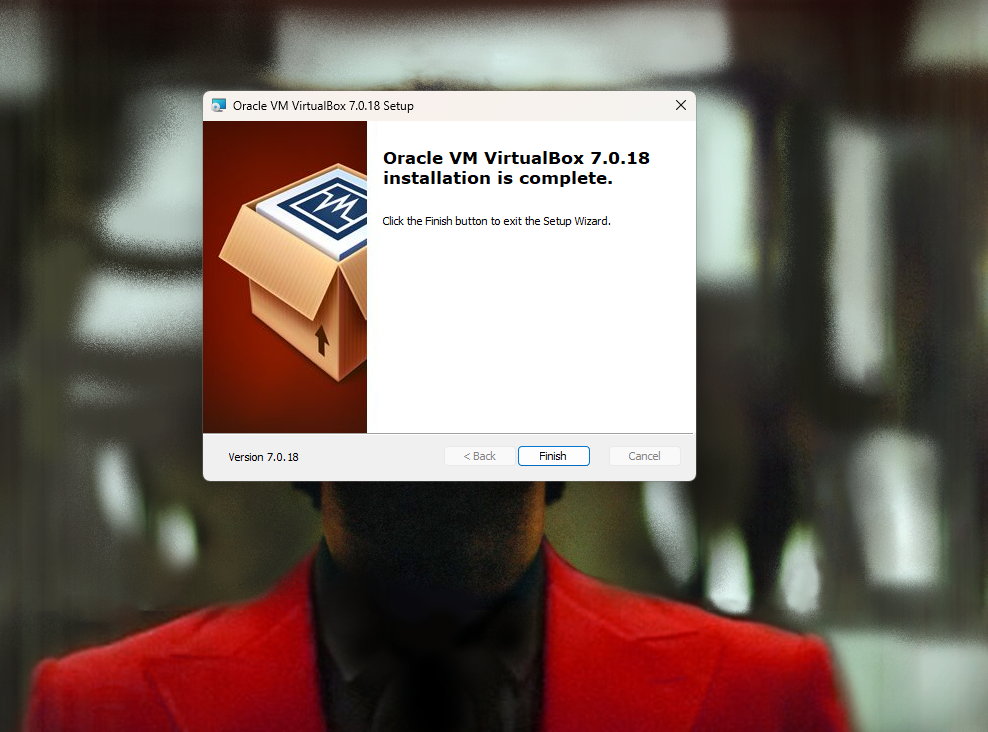 Oracle VM VirtualBox 7.0.18 Setup
Oracle VM VirtualBox 7.0.18
installation is complete.
Click the Finish button to exit the Setup Wizard.
Version 7.0.18
< Back
Finish
Cancel